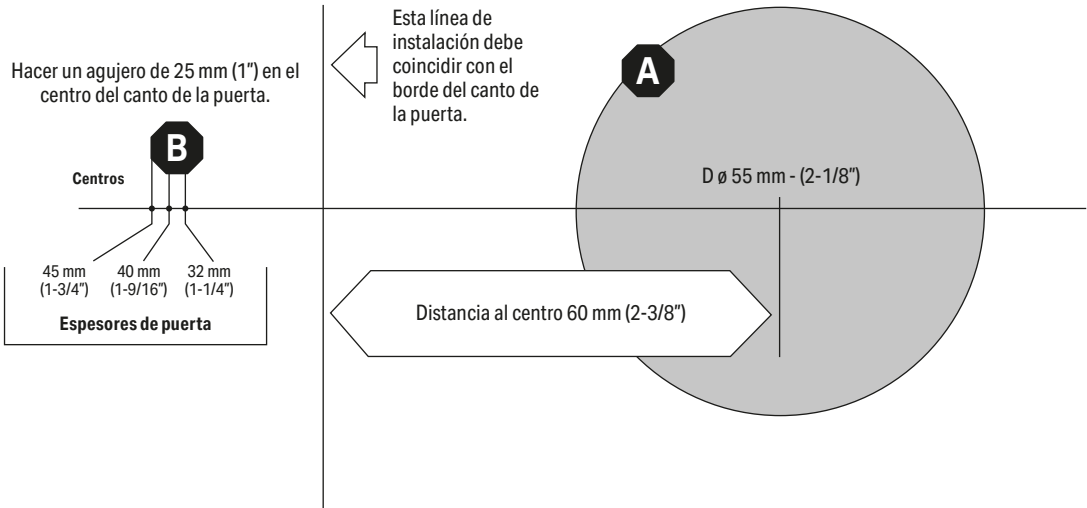 Hacer un agujero de 25 mm (1") en el
centro del canto de la puerta.
B
Centros
45 mm
(1-3/4")
40 mm
(1-9/16")
32 mm
(1-1/4")
Espesores de puerta
Esta línea de
instalación debe
coincidir con el
borde del canto de
la puerta.
A
D ø 55 mm - (2-1/8")
Distancia al centro 60 mm (2-3/8")